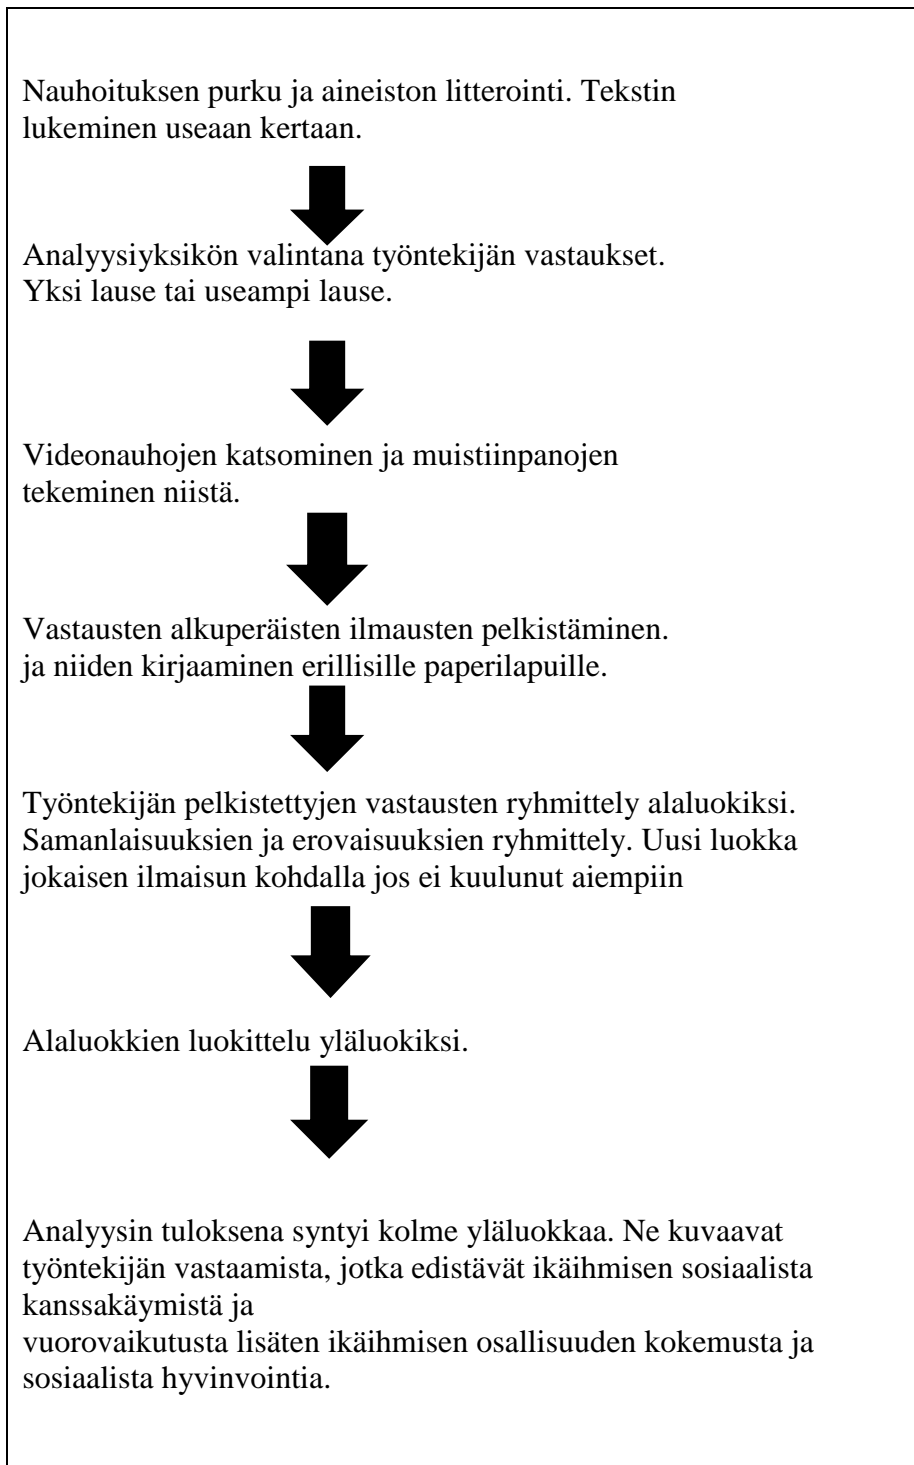 Nauhoituksen purku ja aineiston litterointi. Tekstin
lukeminen useaan kertaan.
Analyysiyksikön valintana työntekijän vastaukset.
Yksi lause tai useampi lause.
Videonauhojen katsominen ja muistiinpanojen
tekeminen niistä.
Vastausten alkuperäisten ilmausten pelkistäminen.
ja niiden kirjaaminen erillisille paperilapuille.
Työntekijän pelkistettyjen vastausten ryhmittely alaluokiksi.
Samanlaisuuksien ja erovaisuuksien ryhmittely. Uusi luokka
jokaisen ilmaisun kohdalla jos ei kuulunut aiempiin
Alaluokkien luokittelu yläluokiksi.
Analyysin tuloksena syntyi kolme yläluokkaa. Ne kuvaavat
työntekijän vastaamista, jotka edistävät ikäihmisen sosiaalista
kanssakäymistä ja
vuorovaikutusta lisäten ikäihmisen osallisuuden kokemusta ja
sosiaalista hyvinvointia.